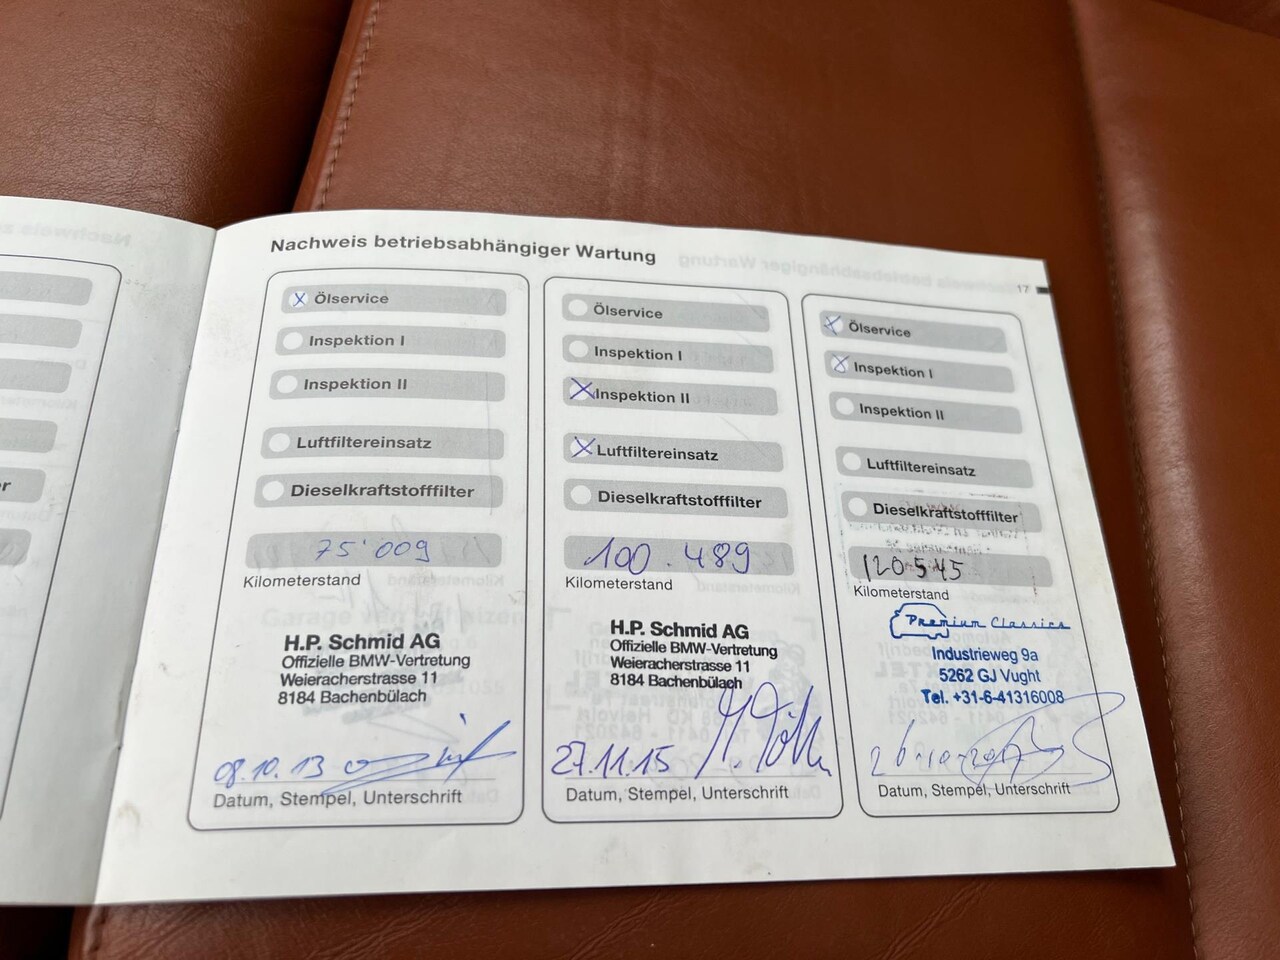 Nachweis betriebsabhängiger Wartung
17
X Ölservice
Inspektion I
Inspektion II
Luftfiltereinsatz
Dieselkraftstofffilter
75'009
Kilometerstand
H.P. Schmid AG
Offizielle BMW-Vertretung
Weieracherstrasse 11
8184 Bachenbülach
08.10.13
Datum, Stempel, Unterschrift
Ölservice
Inspektion I
X Inspektion II
X Luftfiltereinsatz
Dieselkraftstofffilter
100.489
Kilometerstand
H.P. Schmid AG
Offizielle BMW-Vertretung
Weieracherstrasse 11
8184 Bachenbülach
27.11.15
Datum, Stempel, Unterschrift
X Ölservice
X Inspektion I
Inspektion II
Luftfiltereinsatz
Dieselkraftstofffilter
120.545
Kilometerstand
Premium Classics
Industrieweg 9a
5262 GJ Vught
Tel. +31-6-41316008
26-10-2017
Datum, Stempel, Unterschrift